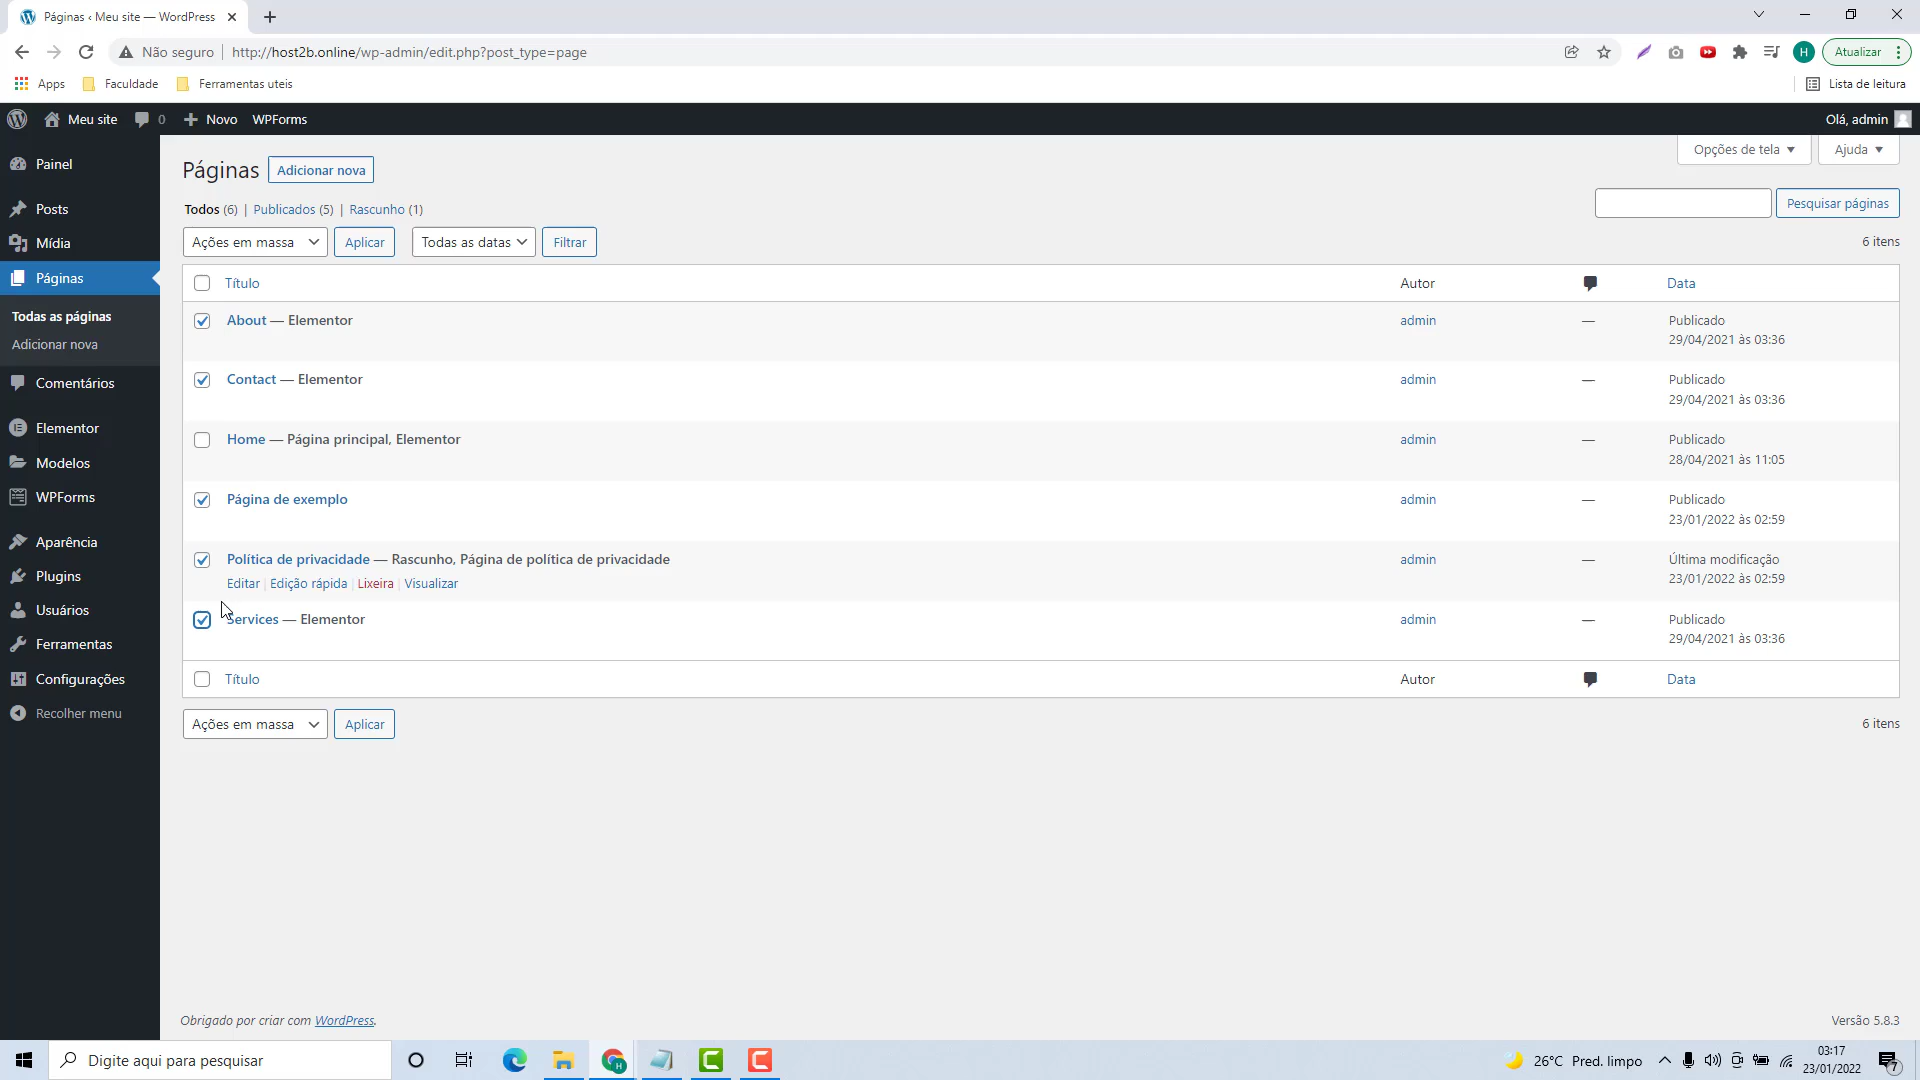 Páginas ‹ Meu site — WordPress
Não seguro
http://host2b.online/wp-admin/edit.php?post_type=page
H
Atualizar
Apps
Faculdade
Ferramentas uteis
Lista de leitura
Meu site
0
Novo
WPForms
Olá, admin
Painel
Posts
Mídia
Páginas
Todas as páginas
Adicionar nova
Comentários
Elementor
Modelos
WPForms
Aparência
Plugins
Usuários
Ferramentas
Configurações
Recolher menu
Páginas Adicionar nova
Opções de tela
Ajuda
Todos (6) | Publicados (5) | Rascunho (1)
Pesquisar páginas
Ações em massa
Aplicar
Todas as datas
Filtrar
6 itens
Título Autor Data
About — Elementor admin — Publicado
29/04/2021 às 03:36
Contact — Elementor admin — Publicado
29/04/2021 às 03:36
Home — Página principal, Elementor admin — Publicado
28/04/2021 às 11:05
Página de exemplo admin — Publicado
23/01/2022 às 02:59
Política de privacidade — Rascunho, Página de política de privacidade admin — Última modificação
Editar | Edição rápida | Lixeira | Visualizar 23/01/2022 às 02:59
Services — Elementor admin — Publicado
29/04/2021 às 03:36
Título Autor Data
Ações em massa
Aplicar
6 itens
Obrigado por criar com WordPress.
Versão 5.8.3
Digite aqui para pesquisar
26°C Pred. limpo
03:17
23/01/2022
7